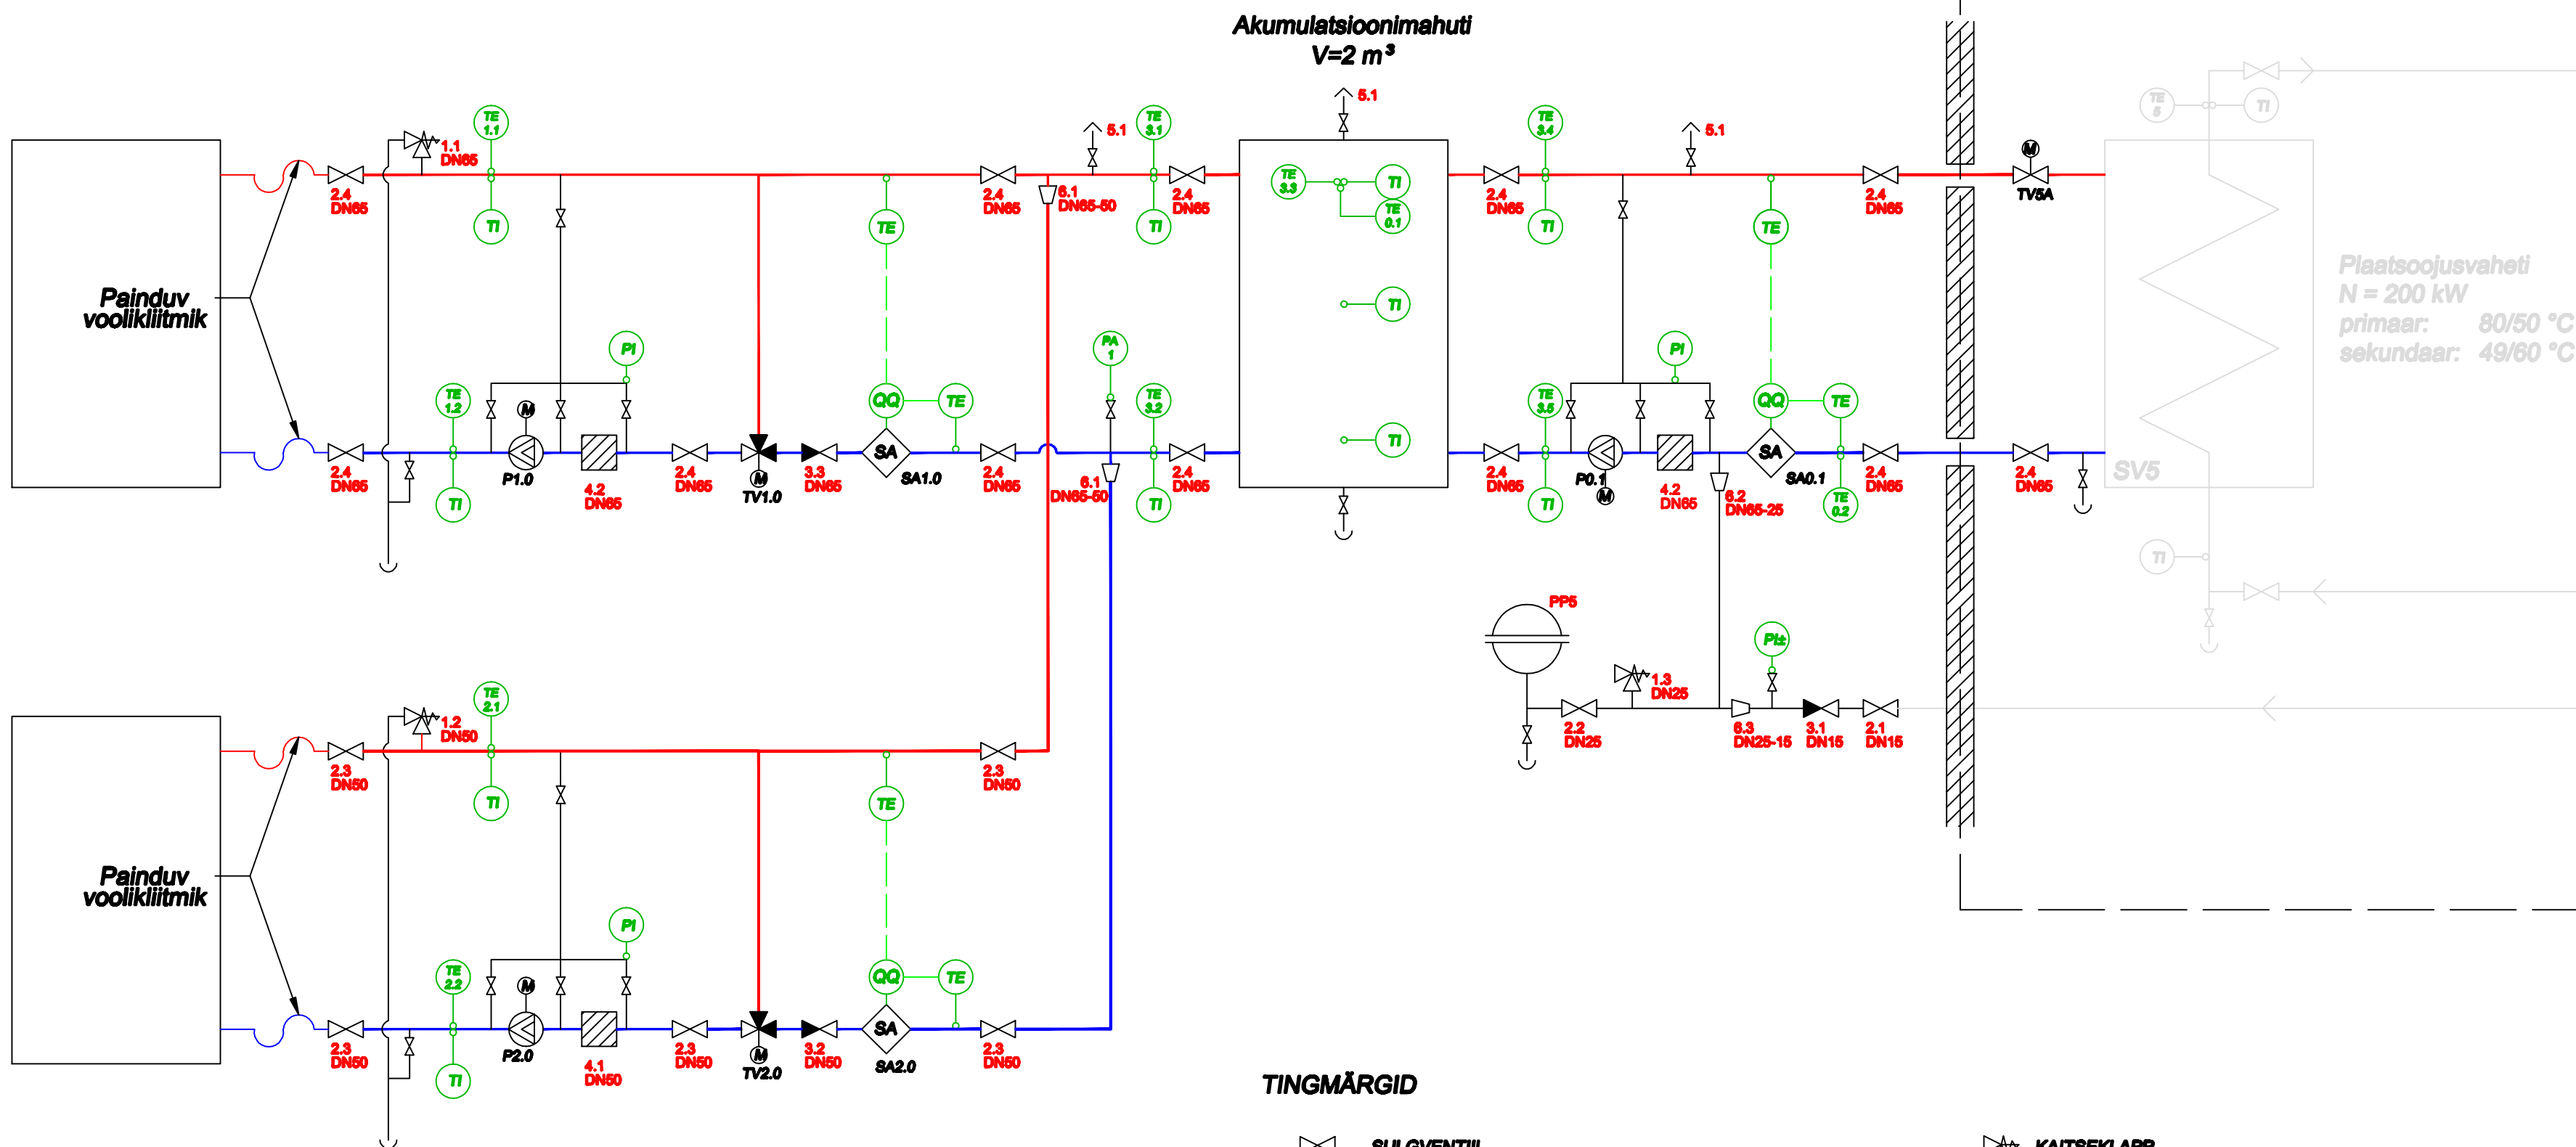 Akumulatsioonimahuti
V=2 m³
5.1
TE
1.1
1.1
DN65
5.1
TE
3.1
TE
3.4
5.1
M
TE
5
TI
2.4
DN65
TI
TE
2.4
DN65
6.1
DN65-50
TI
2.4
DN65
TE
3.3
TI
TE
0.1
2.4
DN65
TI
TE
2.4
DN65
TV5A
Painduv
voolikliitmik
TI
Plaatsoojusvaheti
N = 200 kW
primaar: 80/50 °C
sekundaar: 49/60 °C
PI
PA
1
PI
TE
1.2
M
QQ
TE
TE
3.2
TI
TE
3.5
QQ
TE
2.4
DN65
TI
P1.0
4.2
DN65
2.4
DN65
M
TV1.0
3.3
DN65
SA
SA1.0
2.4
DN65
6.1
DN65-50
2.4
DN65
TI
2.4
DN65
TI
P0.1
M
4.2
DN65
6.2
DN65-25
SA
SA0.1
TE
0.2
2.4
DN65
2.4
DN65
SV5
TI
PP5
PI±
1.3
DN25
2.2
DN25
6.3
DN25-15
3.1
DN15
2.1
DN15
TE
2.1
1.2
DN50
2.3
DN50
TI
TE
2.3
DN50
Painduv
voolikliitmik
PI
TE
2.2
M
QQ
TE
2.3
DN50
TI
P2.0
4.1
DN50
2.3
DN50
M
TV2.0
3.2
DN50
SA
SA2.0
2.3
DN50
TINGMÄRGID
SULGVENTIIL
KAITSEKLAPP